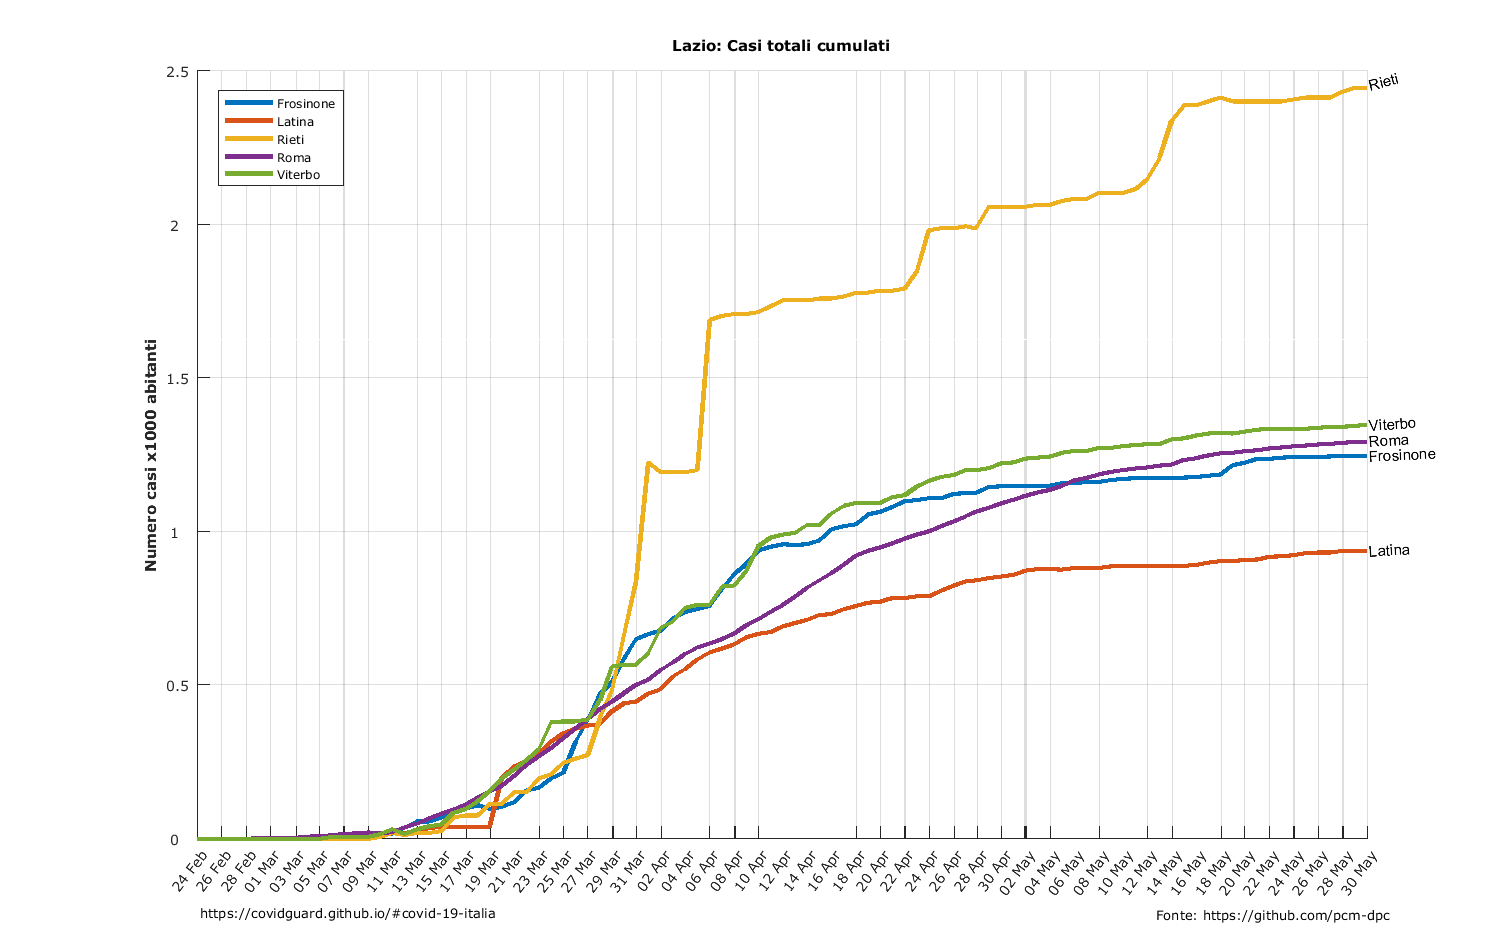 Lazio: Casi totali cumulati
Numero casi x1000 abitanti
2.5
2
1.5
1
0.5
0
Frosinone
Latina
Rieti
Roma
Viterbo
Rieti
Viterbo
Roma
Frosinone
Latina
24 Feb
26 Feb
28 Feb
01 Mar
03 Mar
05 Mar
07 Mar
09 Mar
11 Mar
13 Mar
15 Mar
17 Mar
19 Mar
21 Mar
23 Mar
25 Mar
27 Mar
29 Mar
31 Mar
02 Apr
04 Apr
06 Apr
08 Apr
10 Apr
12 Apr
14 Apr
16 Apr
18 Apr
20 Apr
22 Apr
24 Apr
26 Apr
28 Apr
30 Apr
02 May
04 May
06 May
08 May
10 May
12 May
14 May
16 May
18 May
20 May
22 May
24 May
26 May
28 May
30 May
https://covidguard.github.io/#covid-19-italia
Fonte: https://github.com/pcm-dpc